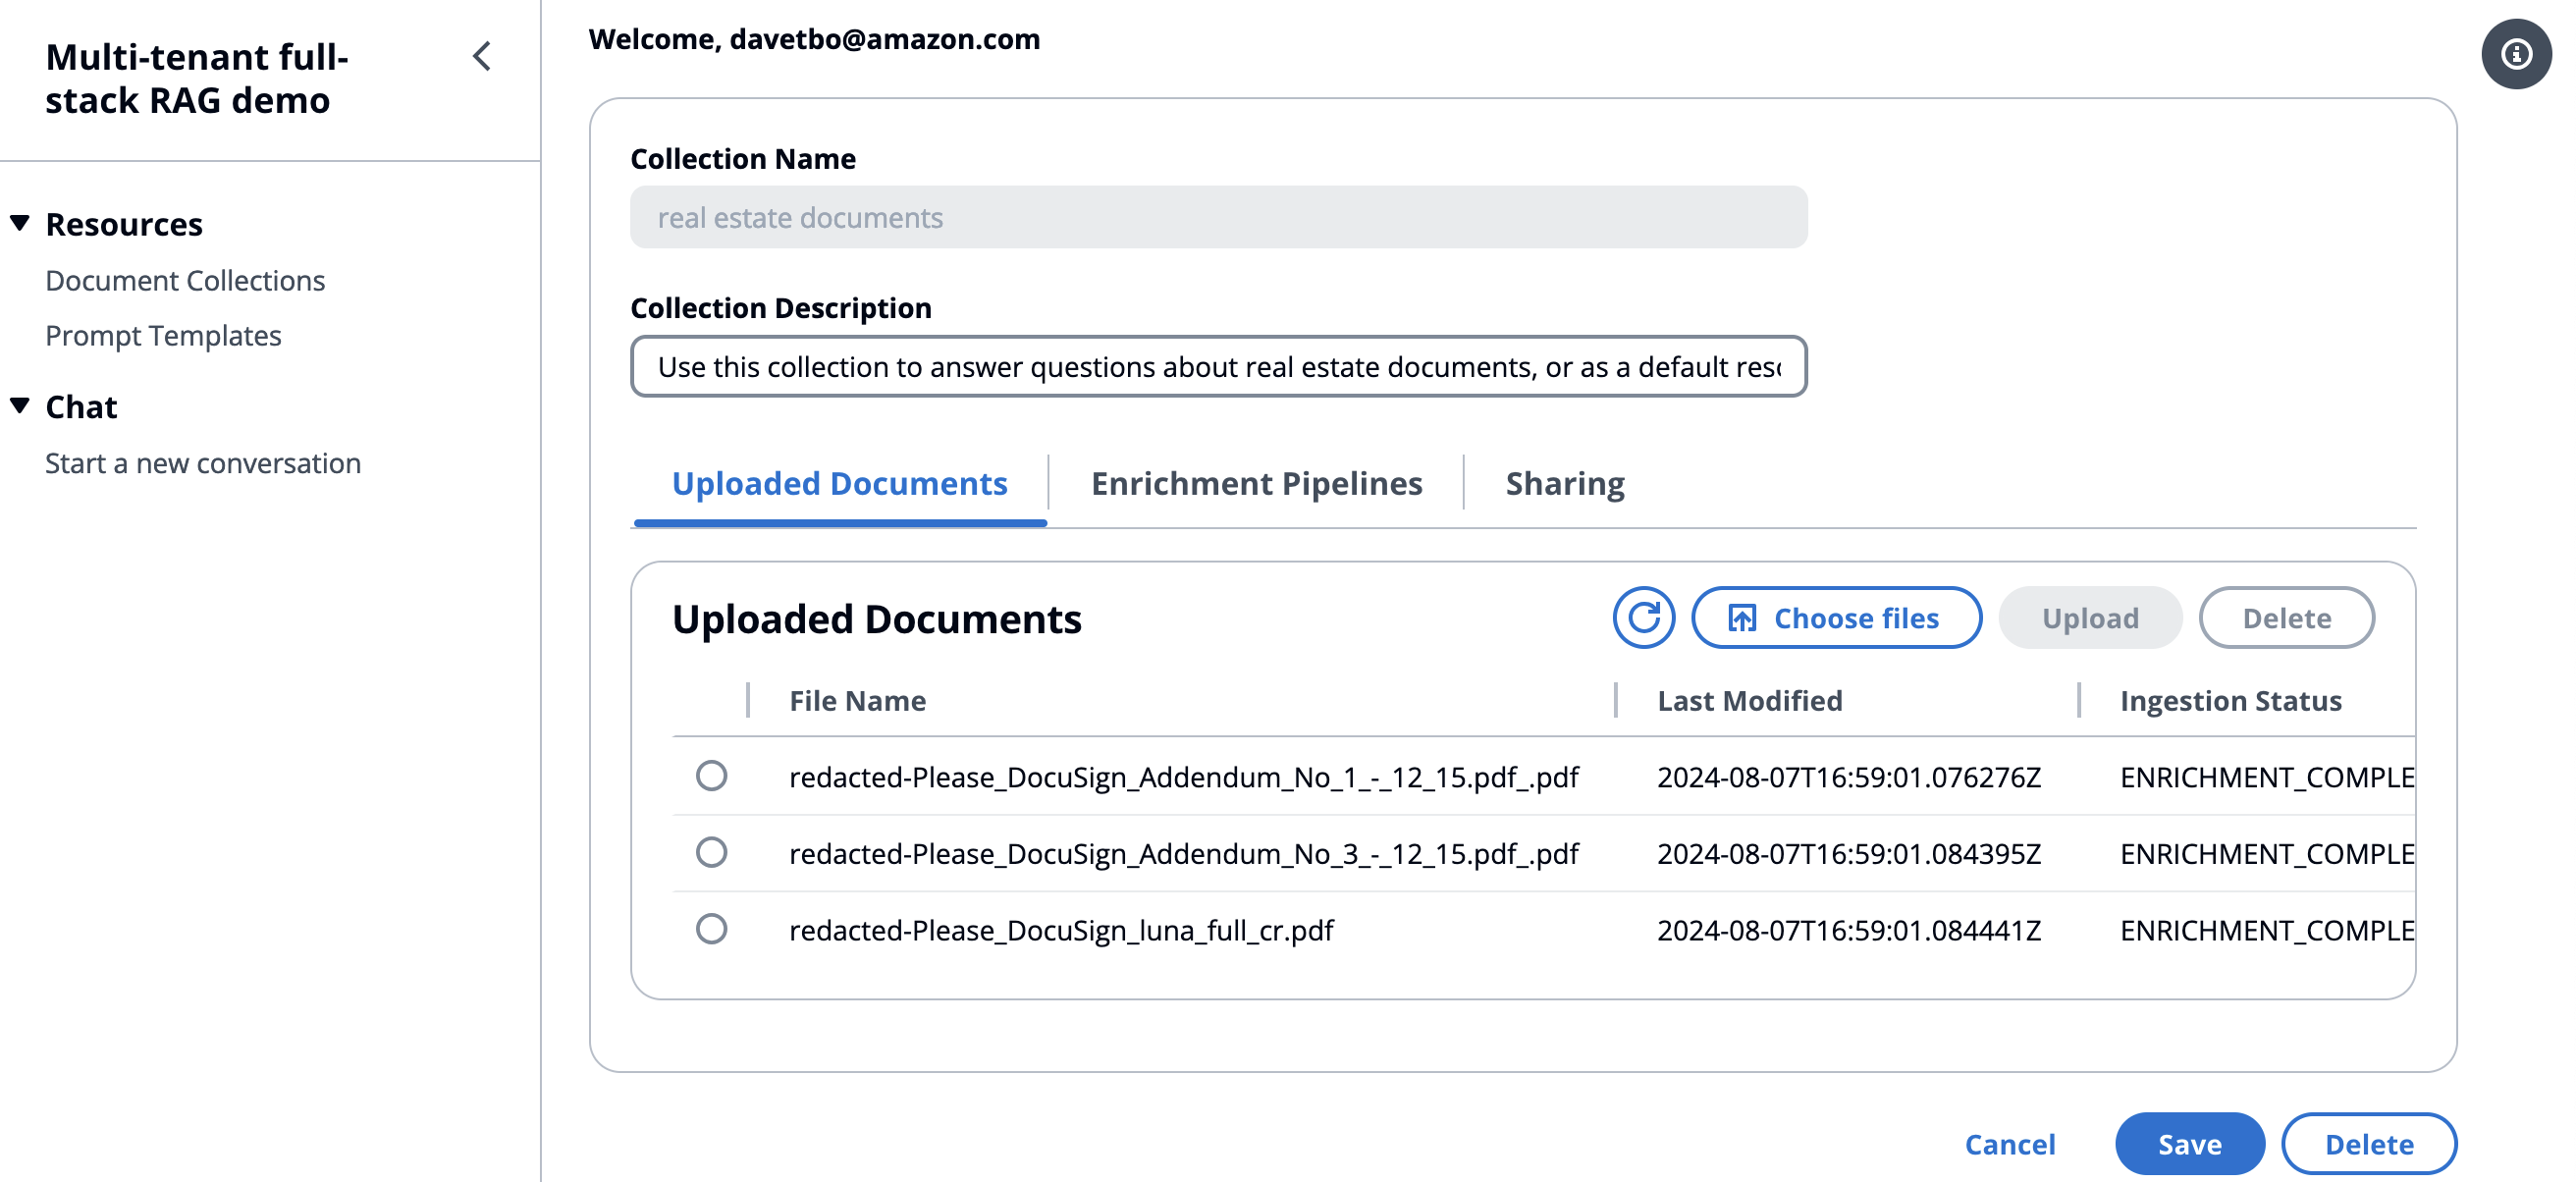 Multi-tenant full-
stack RAG demo
Resources
Document Collections
Prompt Templates
Chat
Start a new conversation
Welcome, davetbo@amazon.com
Collection Name
real estate documents
Collection Description
Use this collection to answer questions about real estate documents, or as a default
Uploaded Documents
Enrichment Pipelines
Sharing
Uploaded Documents
Choose files
Upload
Delete
File Name Last Modified Ingestion Status
redacted-Please_DocuSign_Addendum_No_1_-_12_15.pdf_.pdf 2024-08-07T16:59:01.076276Z ENRICHMENT_COMPLE
redacted-Please_DocuSign_Addendum_No_3_-_12_15.pdf_.pdf 2024-08-07T16:59:01.084395Z ENRICHMENT_COMPLE
redacted-Please_DocuSign_luna_full_cr.pdf 2024-08-07T16:59:01.084441Z ENRICHMENT_COMPLE
Cancel
Save
Delete